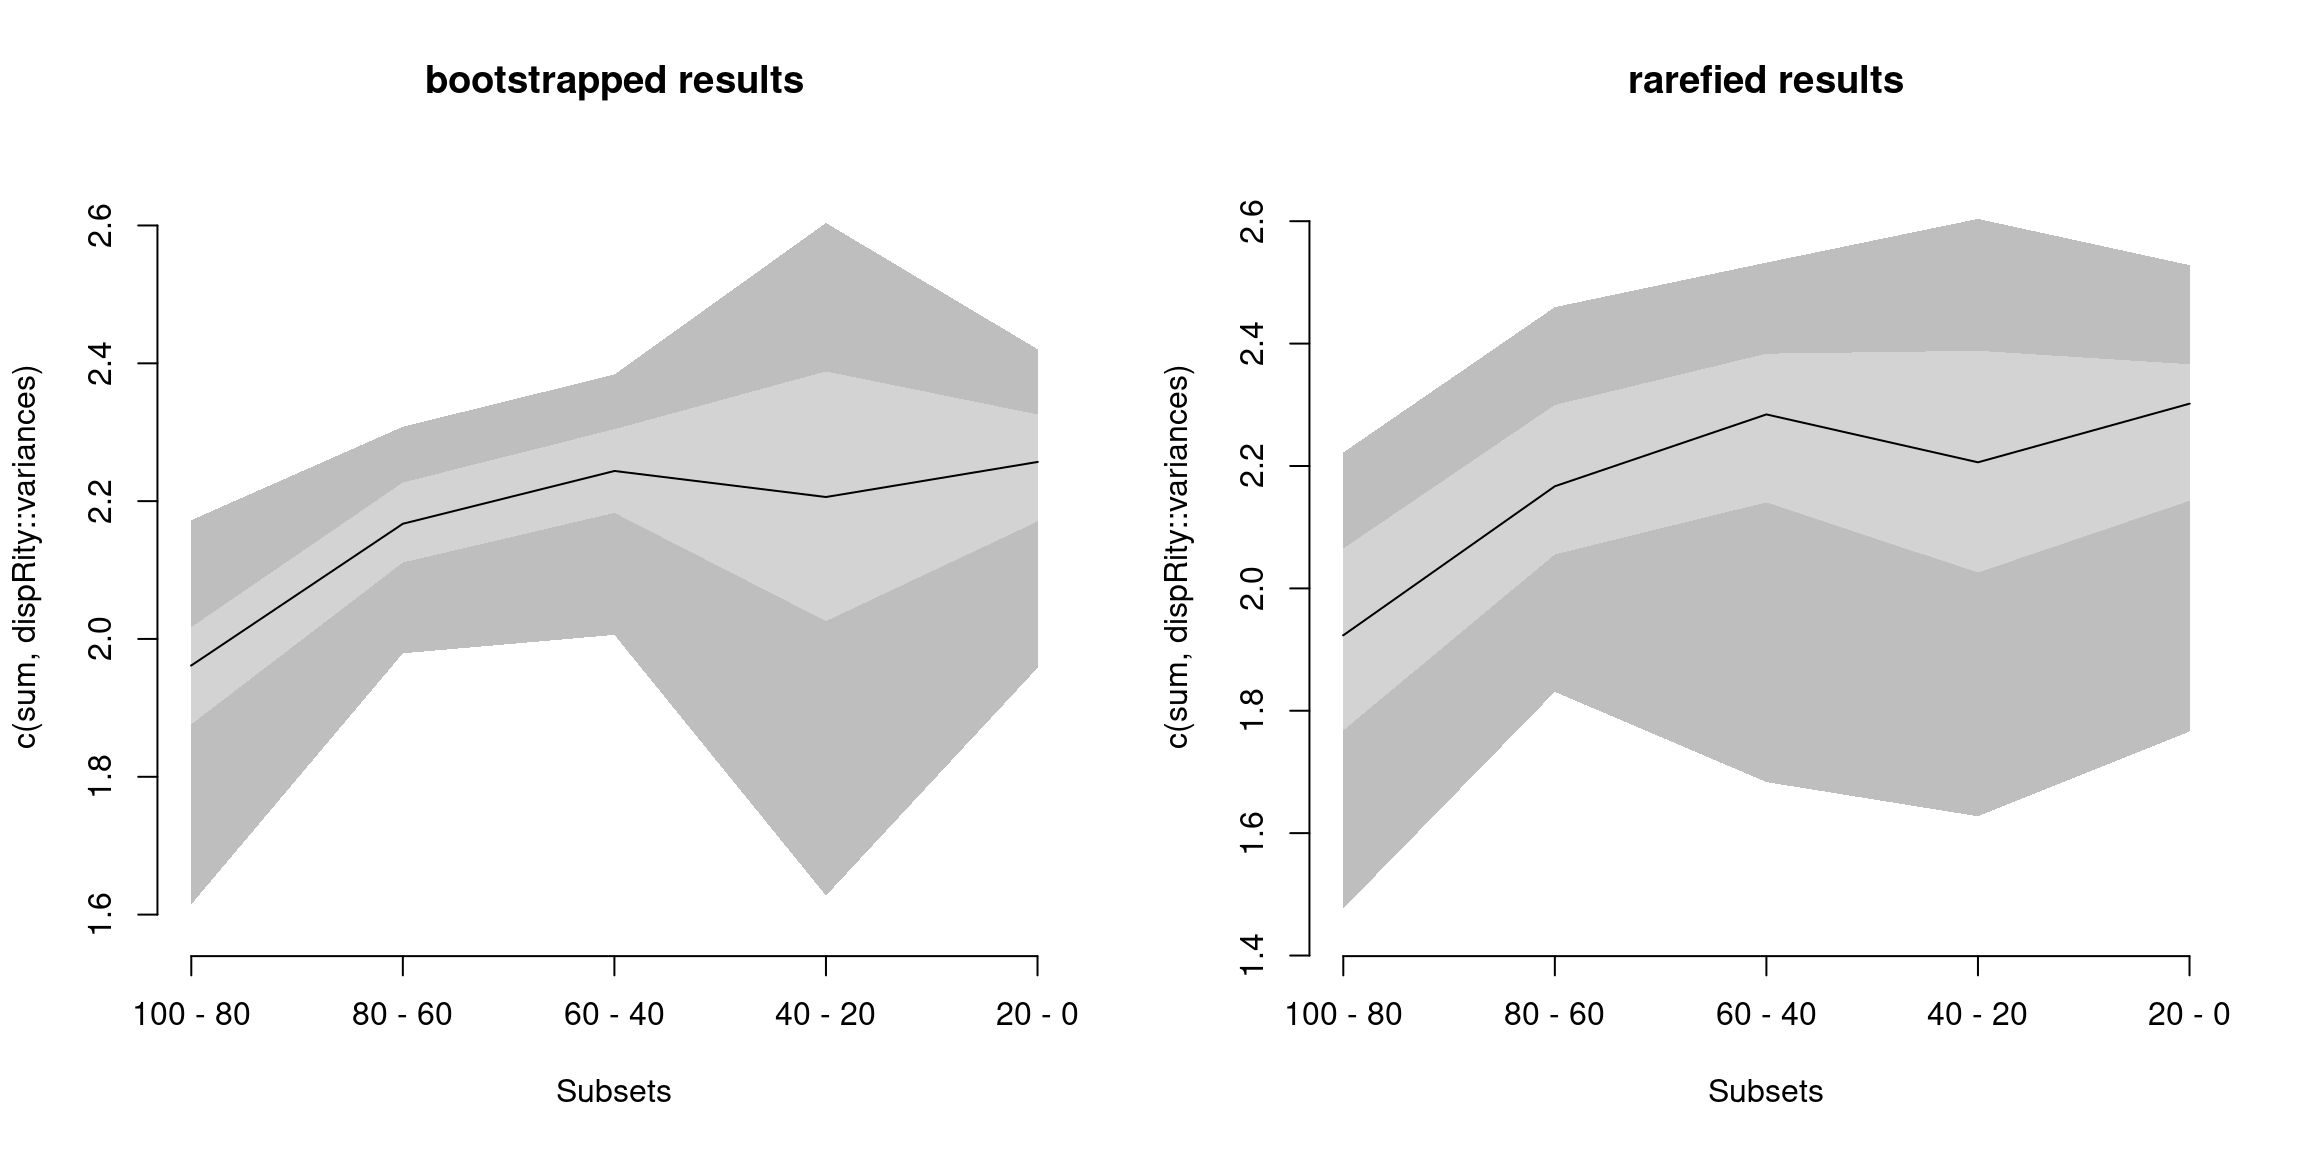 bootstrapped results
c(sum, dispRity::variances)
2.6
2.4
2.2
2.0
1.8
1.6
100 - 80
80 - 60
60 - 40
40 - 20
20 - 0
Subsets
rarefied results
c(sum, dispRity::variances)
2.6
2.4
2.2
2.0
1.8
1.6
1.4
100 - 80
80 - 60
60 - 40
40 - 20
20 - 0
Subsets